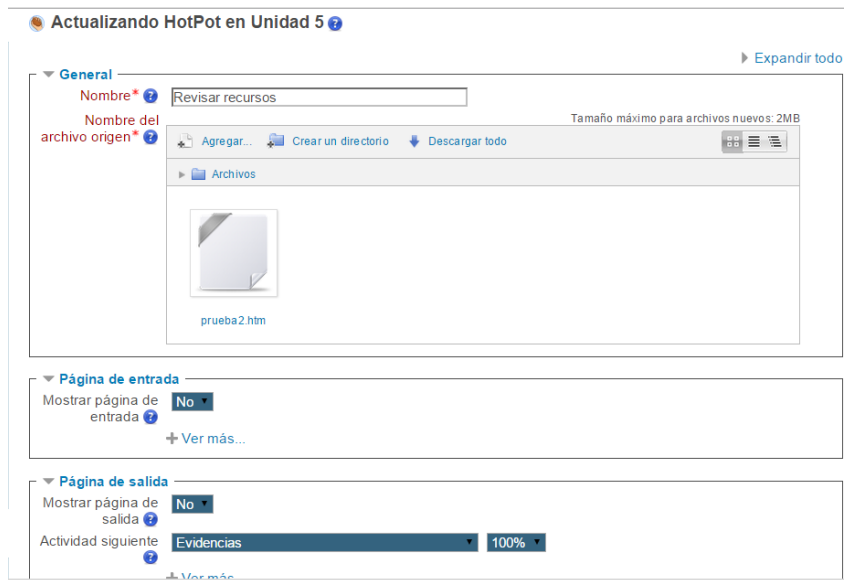 Actualizando HotPot en Unidad 5
Expandir todo
General
Nombre*
Revisar recursos
Nombre del
archivo origen*
Tamaño máximo para archivos nuevos: 2MB
Agregar... Crear un directorio Descargar todo
Archivos
prueba2.htm
Página de entrada
Mostrar página de
entrada
No
Ver más...
Página de salida
Mostrar página de
salida
No
Actividad siguiente
Evidencias 100%
Ver más...